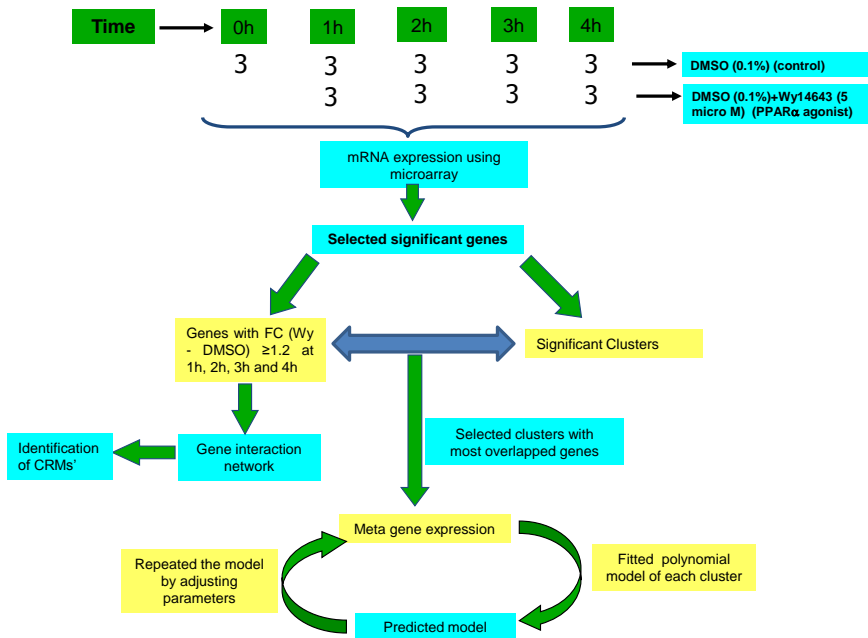 Time 0h 1h 2h 3h 4h
3 3 3 3 3 DMSO (0.1%) (control)
3 3 3 3 DMSO (0.1%)+Wy14643 (5
micro M) (PPARα agonist)
mRNA expression using
microarray
Selected significant genes
Genes with FC (Wy
- DMSO) ≥1.2 at
1h, 2h, 3h and 4h
Significant Clusters
Identification
of CRMs'
Gene interaction
network
Selected clusters with
most overlapped genes
Meta gene expression
Repeated the model
by adjusting
parameters
Fitted polynomial
model of each cluster
Predicted model